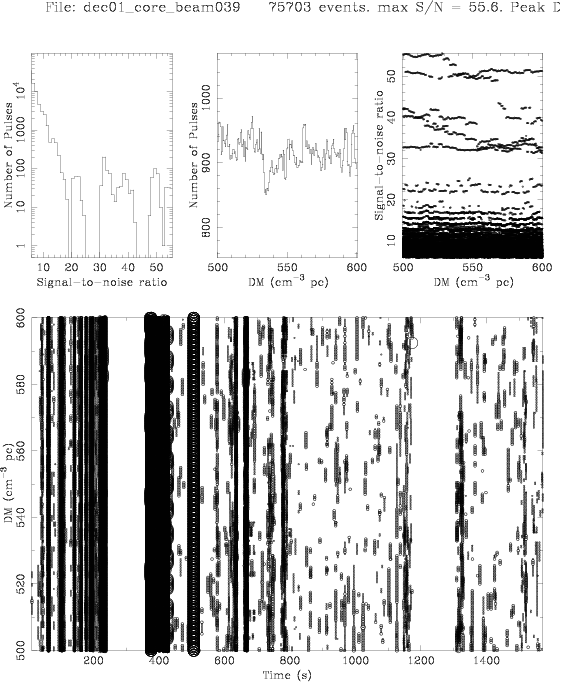 File: dec01_core_beam039 75703 events. max S/N = 55.6. Peak D
Number of Pulses
10^4
1000
100
10
1
10 20 30 40 50
Signal-to-noise ratio
Number of Pulses
1000
900
800
500 550 600
DM (cm^-3 pc)
Signal-to-noise ratio
50
40
30
20
10
500 550 600
DM (cm^-3 pc)
DM (cm^-3 pc)
600
580
560
540
520
500
200 400 600 800 1000 1200 1400
Time (s)